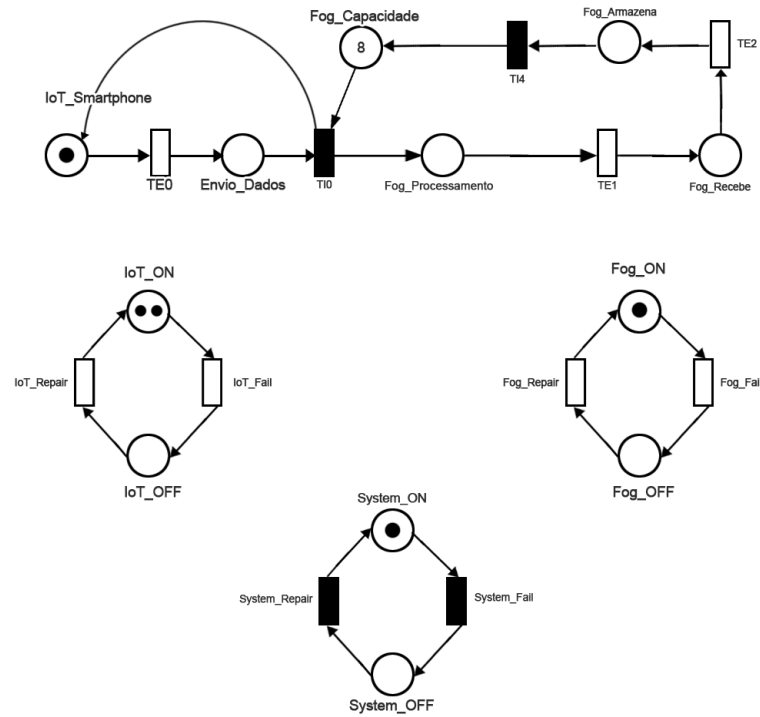 Fog_Capacidade
Fog_Armazena
8
TE2
TI4
IoT_Smartphone
TE0
Envio_Dados
TI0
Fog_Processamento
TE1
Fog_Recebe
IoT_ON
Fog_ON
IoT_Repair
IoT_Fail
Fog_Repair
Fog_Fai
IoT_OFF
Fog_OFF
System_ON
System_Repair
System_Fail
System_OFF